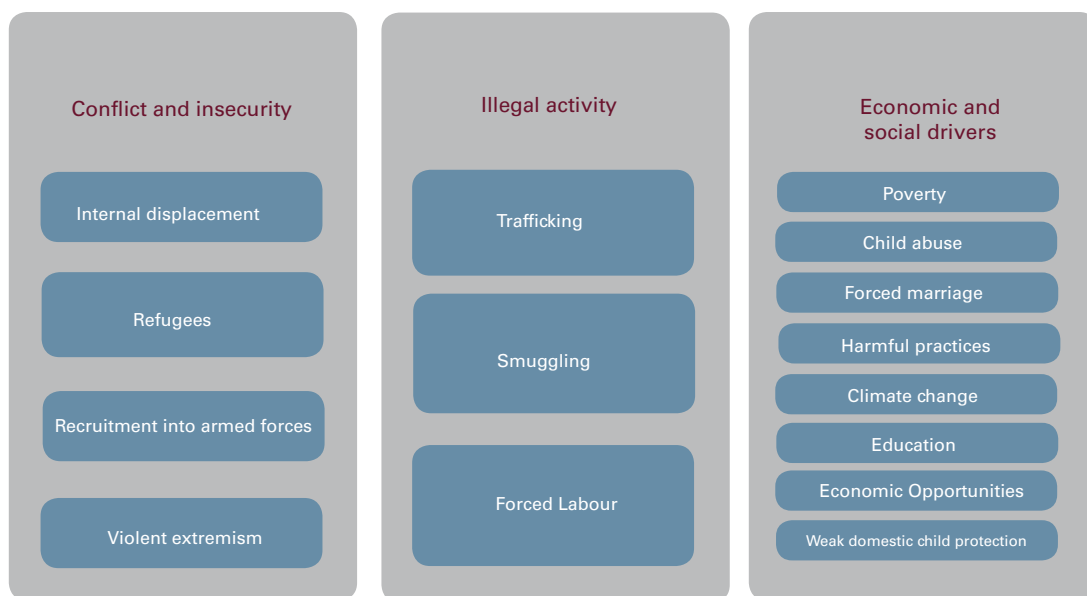 Conflict and insecurity
Internal displacement
Refugees
Recruitment into armed forces
Violent extremism
Illegal activity
Trafficking
Smuggling
Forced Labour
Economic and
social drivers
Poverty
Child abuse
Forced marriage
Harmful practices
Climate change
Education
Economic Opportunities
Weak domestic child protection